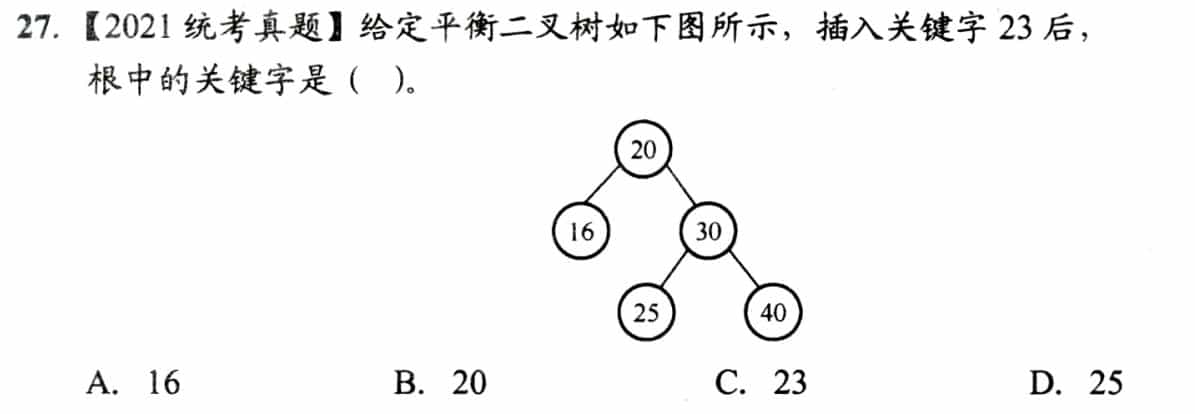 27.【2021 统考真题】给定平衡二叉树如下图所示，插入关键字 23 后，
根中的关键字是（ ）。
20
16 30
25 40
A. 16 B. 20 C. 23 D. 25